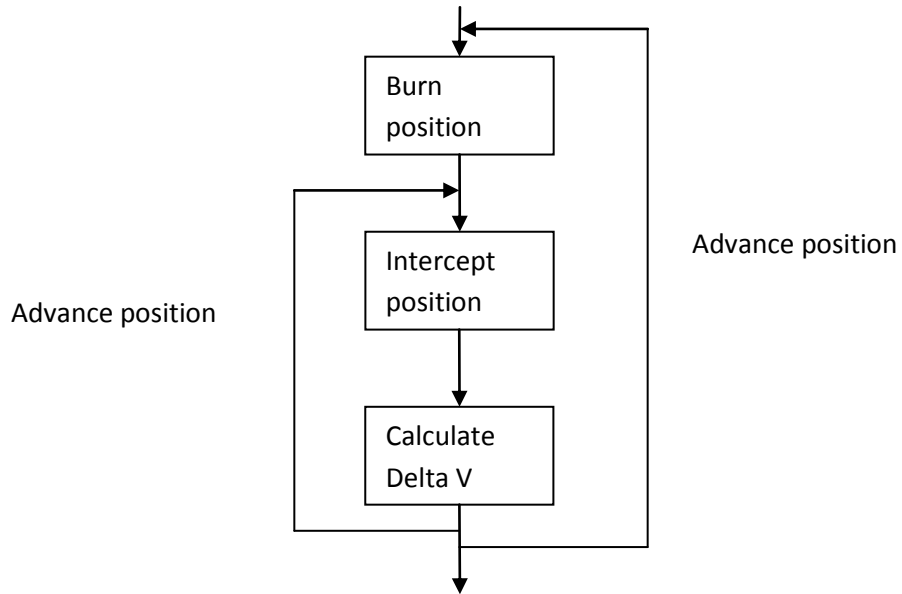 Burn
position
Advance position
Intercept
position
Advance position
Calculate
Delta V